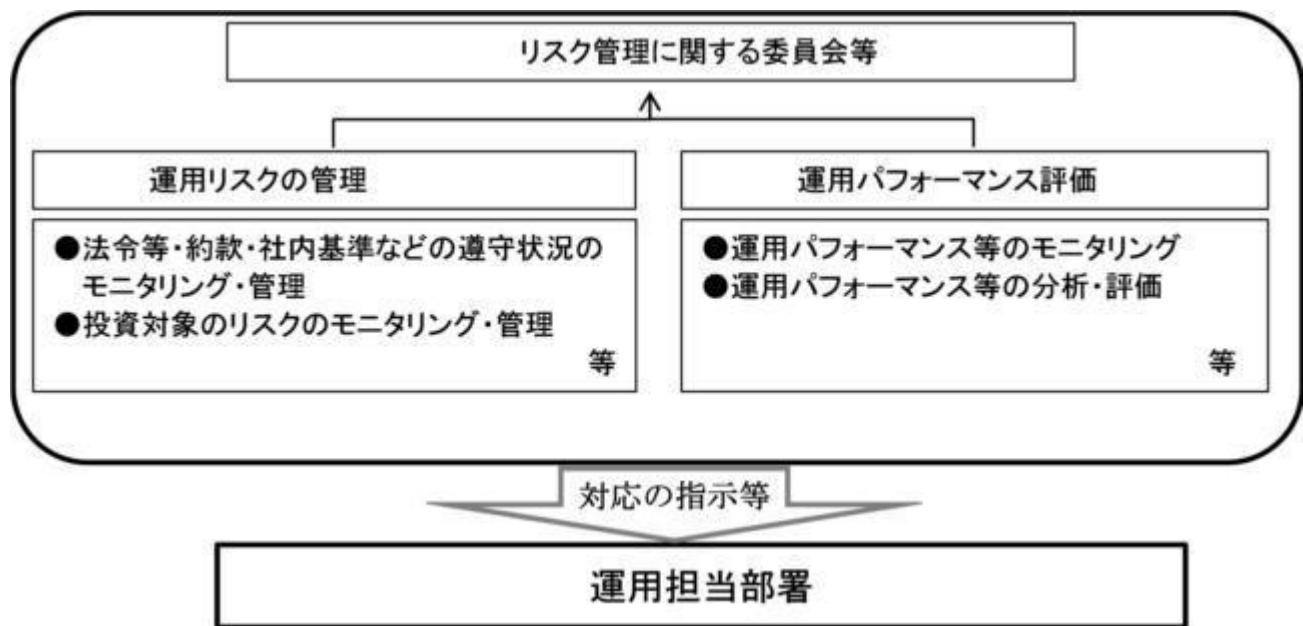 リスク管理に関する委員会等
運用リスクの管理
●法令等・約款・社内基準などの遵守状況の
モニタリング・管理
●投資対象のリスクのモニタリング・管理
等
運用パフォーマンス評価
●運用パフォーマンス等のモニタリング
●運用パフォーマンス等の分析・評価
等
対応の指示等
運用担当部署